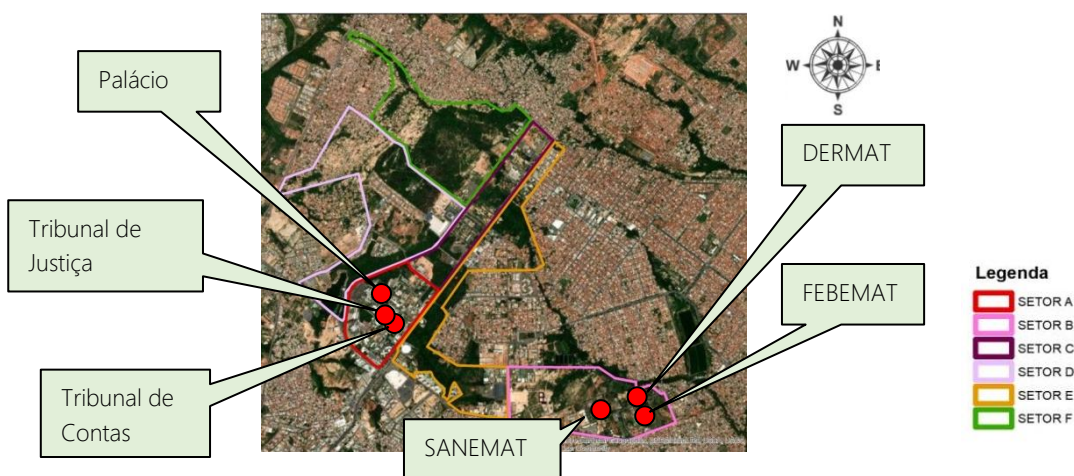 Palácio
N
W
E
S
DERMAT
Tribunal de
Justiça
FEBEMAT
Legenda
SETOR A
SETOR B
SETOR C
SETOR D
SETOR E
SETOR F
Tribunal de
Contas
SANEMAT